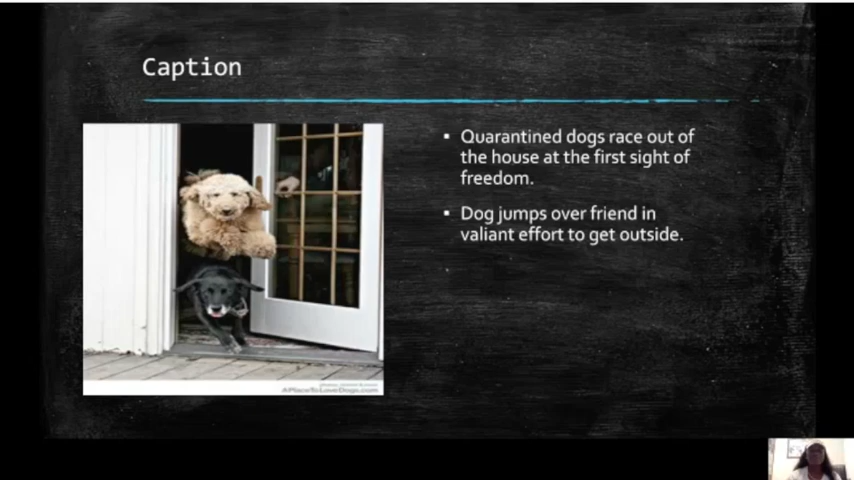 Caption
Quarantined dogs race out of
the house at the first sight of
freedom.
Dog jumps over friend in
valiant effort to get outside.
APlaceToLoveDogs.com